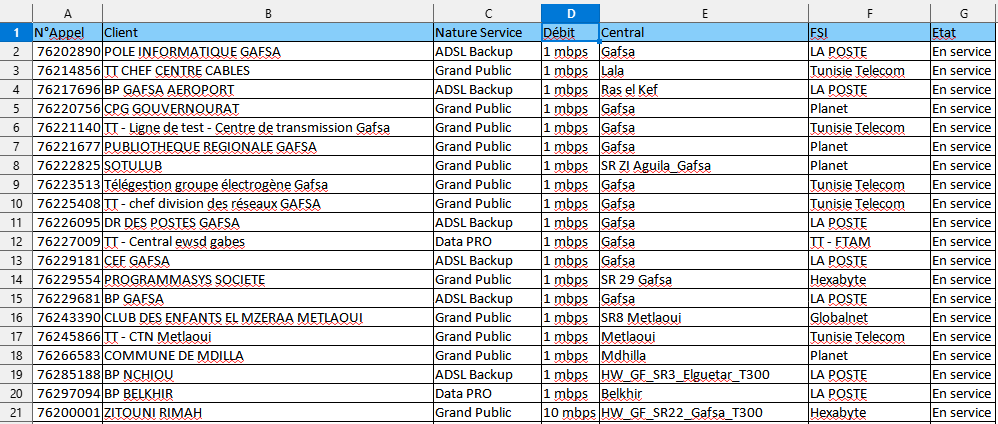 A B C D E F G
1 N°Appel Client Nature Service Débit Central FSI Etat
2 76202890 POLE INFORMATIQUE GAFSA ADSL Backup 1 mbps Gafsa LA POSTE En service
3 76214856 TT CHEF CENTRE CABLES Grand Public 1 mbps Lala Tunisie Telecom En service
4 76217696 BP GAFSA AEROPORT ADSL Backup 1 mbps Ras el Kef LA POSTE En service
5 76220756 CPG GOUVERNOURAT Grand Public 1 mbps Gafsa Planet En service
6 76221140 TT - Ligne de test - Centre de transmission Gafsa Grand Public 1 mbps Gafsa Tunisie Telecom En service
7 76221677 PUBLIOTHEQUE REGIONALE GAFSA Grand Public 1 mbps Gafsa Planet En service
8 76222825 SOTULUB Grand Public 1 mbps SR ZI Aguila_Gafsa Planet En service
9 76223513 Télégestion groupe électrogène Gafsa Grand Public 1 mbps Gafsa Tunisie Telecom En service
10 76225408 TT - chef division des réseaux GAFSA Grand Public 1 mbps Gafsa Tunisie Telecom En service
11 76226095 DR DES POSTES GAFSA ADSL Backup 1 mbps Gafsa LA POSTE En service
12 76227009 TT - Central ewsd gabes Data PRO 1 mbps Gafsa TT - FTAM En service
13 76229181 CEF GAFSA ADSL Backup 1 mbps Gafsa LA POSTE En service
14 76229554 PROGRAMMASYS SOCIETE Grand Public 1 mbps SR 29 Gafsa Hexabyte En service
15 76229681 BP GAFSA ADSL Backup 1 mbps Gafsa LA POSTE En service
16 76243390 CLUB DES ENFANTS EL MZERAA METLAOUI Grand Public 1 mbps SR8 Metlaoui Globalnet En service
17 76245866 TT - CTN Metlaoui Grand Public 1 mbps Metlaoui Tunisie Telecom En service
18 76266583 COMMUNE DE MDILLA Grand Public 1 mbps Mdhilla Planet En service
19 76285188 BP NCHIOU ADSL Backup 1 mbps HW_GF_SR3_Elguetar_T300 LA POSTE En service
20 76297094 BP BELKHIR Data PRO 1 mbps Belkhir LA POSTE En service
21 76200001 ZITOUNI RIMAH Grand Public 10 mbps HW_GF_SR22_Gafsa_T300 Hexabyte En service